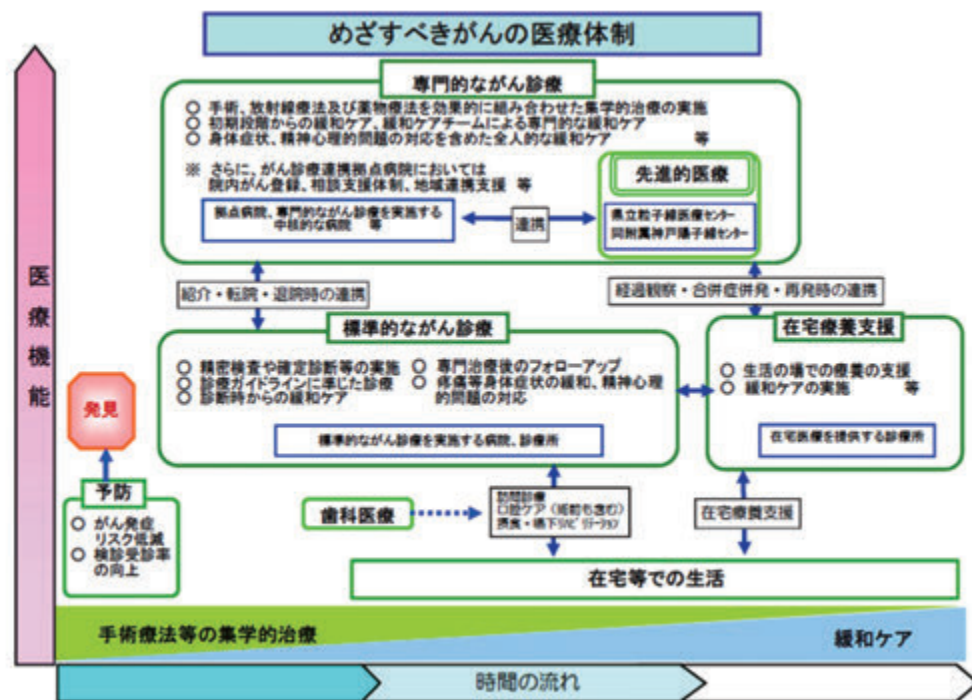 めざすべきがんの医療体制
専門的ながん診療
○ 手術、放射線療法及び薬物療法を効果的に組み合わせた集学的治療の実施
○ 初期段階からの緩和ケア、緩和ケアチームによる専門的な緩和ケア
○ 身体症状、精神心理的問題の対応を含めた全人的な緩和ケア 等
※ さらに、がん診療連携拠点病院においては
院内がん登録、相談支援体制、地域連携支援 等
拠点病院、専門的ながん診療を実施する
中核的な病院 等
連携
先進的医療
県立粒子線医療センター
同附属神戸陽子線センター
医療機能
紹介・転院・退院時の連携
経過観察・合併症併発・再発時の連携
標準的ながん診療
○ 精密検査や確定診断等の実施
○ 診療ガイドラインに準じた診療
○ 診断時からの緩和ケア
○ 専門治療後のフォローアップ
○ 疼痛等身体症状の緩和、精神心理
的問題の対応
標準的ながん診療を実施する病院、診療所
在宅療養支援
○ 生活の場での療養の支援
○ 緩和ケアの実施 等
在宅医療を提供する診療所
発見
予防
○ がん発症
リスク低減
○ 検診受診率
の向上
歯科医療
訪問診療
口腔ケア（術前も含む）
摂食・嚥下リハビリテーション
在宅療養支援
在宅等での生活
手術療法等の集学的治療
緩和ケア
時間の流れ